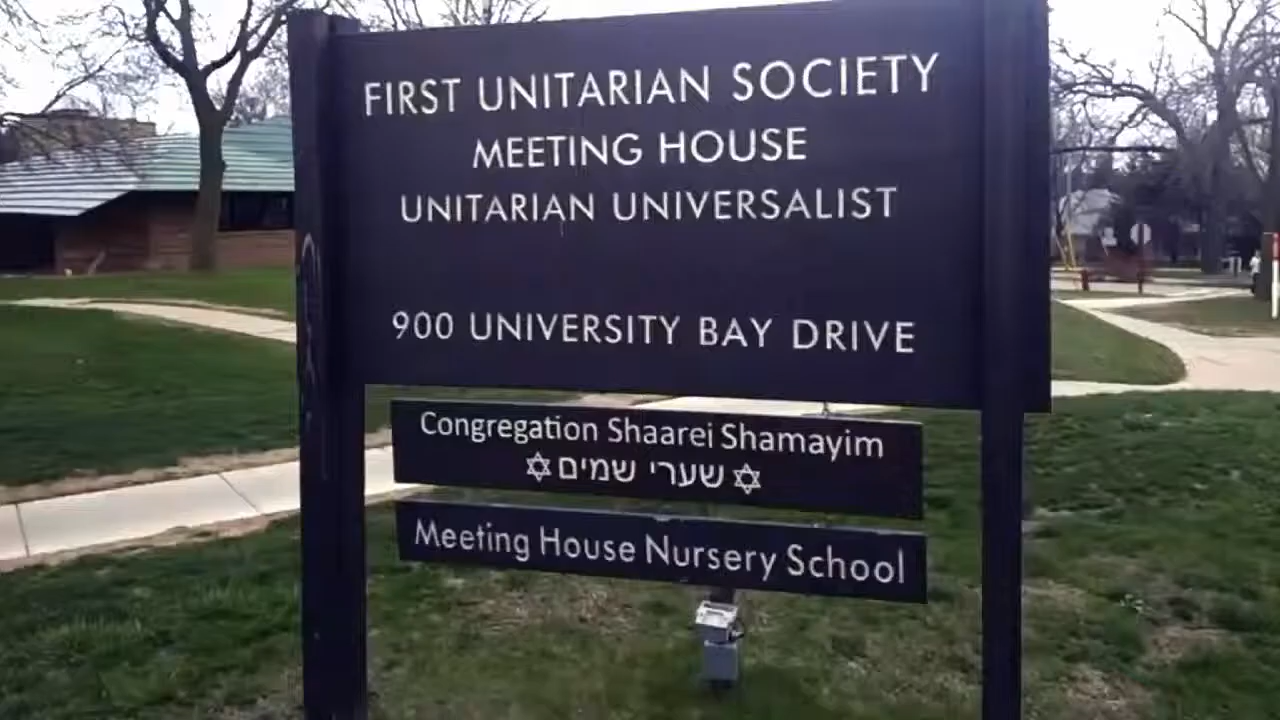 FIRST UNITARIAN SOCIETY
MEETING HOUSE
UNITARIAN UNIVERSALIST
900 UNIVERSITY BAY DRIVE
Congregation Shaarei Shamayim
✡ שערי שמים ✡
Meeting House Nursery School